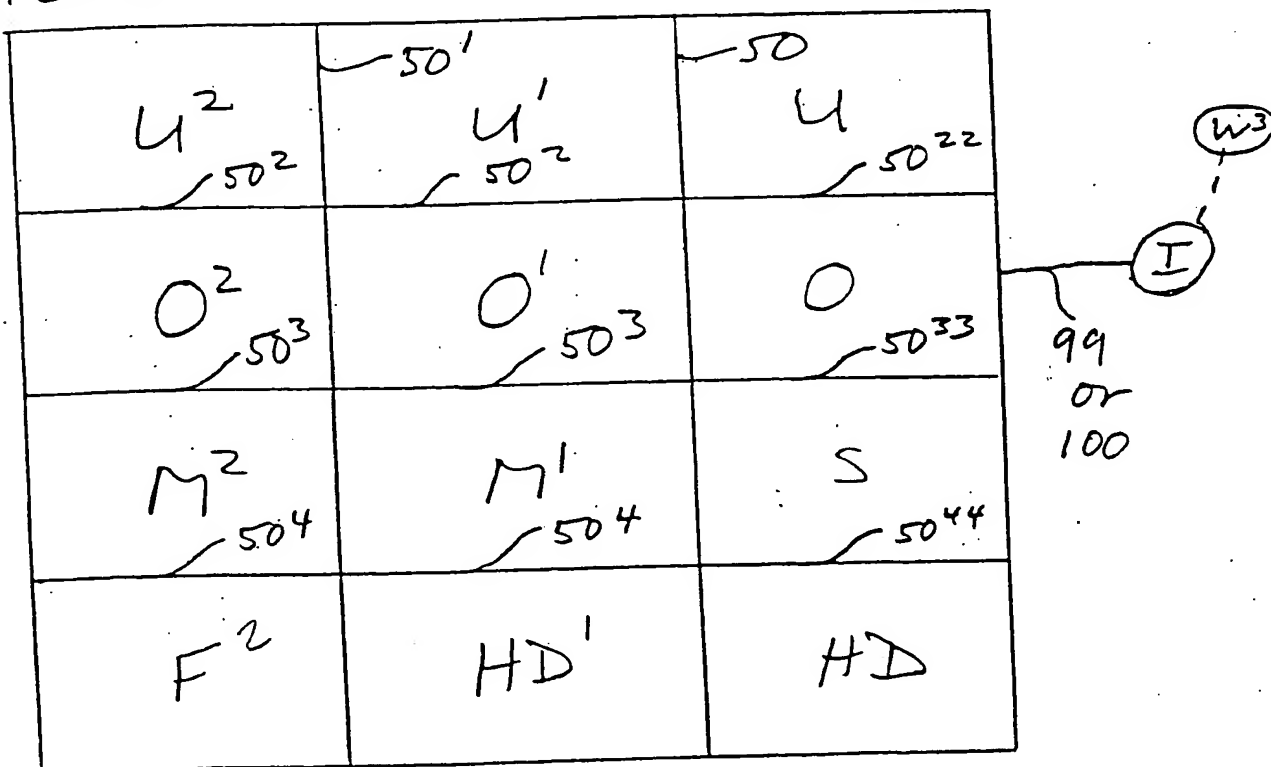 50' 50
U² U' U
50² 50² 50²² W³
O² O' O I
50³ 50³ 50³³ 99
or
M² M' S 100
50⁴ 50⁴ 50⁴⁴
F² HD' HD